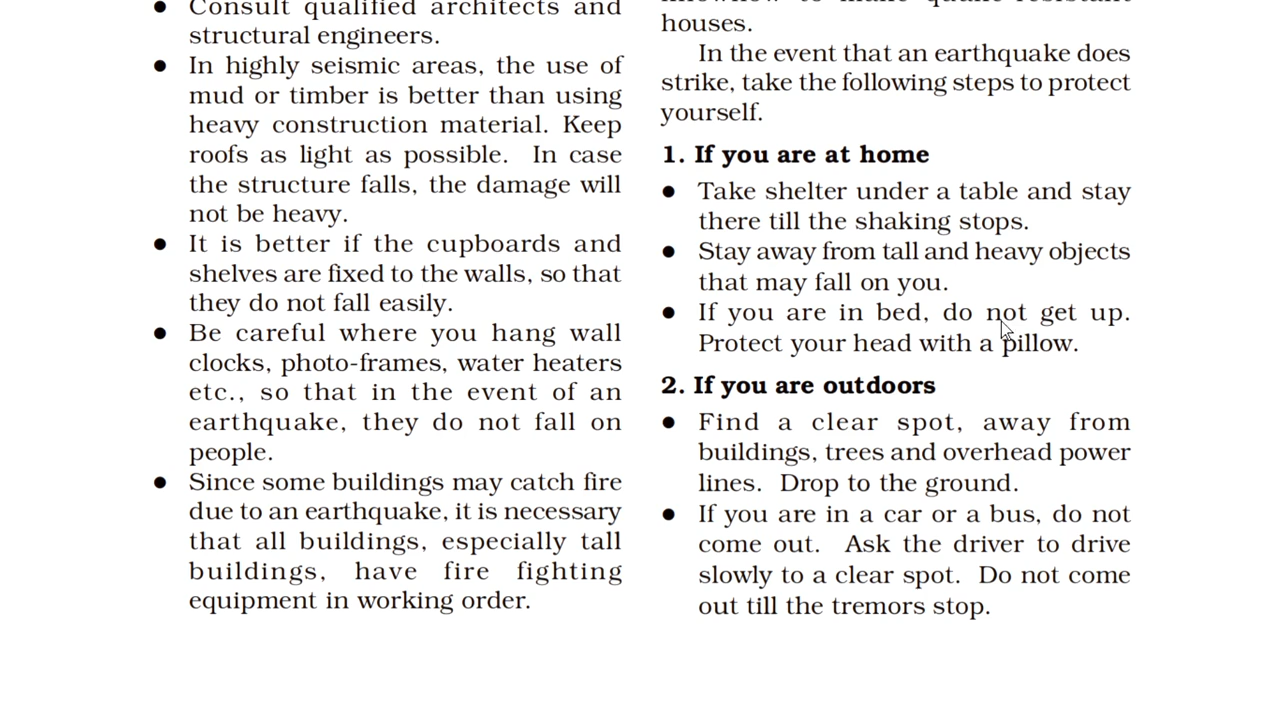 Consult qualified architects and
structural engineers.
● In highly seismic areas, the use of
mud or timber is better than using
heavy construction material. Keep
roofs as light as possible. In case
the structure falls, the damage will
not be heavy.
● It is better if the cupboards and
shelves are fixed to the walls, so that
they do not fall easily.
● Be careful where you hang wall
clocks, photo-frames, water heaters
etc., so that in the event of an
earthquake, they do not fall on
people.
● Since some buildings may catch fire
due to an earthquake, it is necessary
that all buildings, especially tall
buildings, have fire fighting
equipment in working order.
houses.
In the event that an earthquake does
strike, take the following steps to protect
yourself.
1. If you are at home
● Take shelter under a table and stay
there till the shaking stops.
● Stay away from tall and heavy objects
that may fall on you.
● If you are in bed, do not get up.
Protect your head with a pillow.
2. If you are outdoors
● Find a clear spot, away from
buildings, trees and overhead power
lines. Drop to the ground.
● If you are in a car or a bus, do not
come out. Ask the driver to drive
slowly to a clear spot. Do not come
out till the tremors stop.